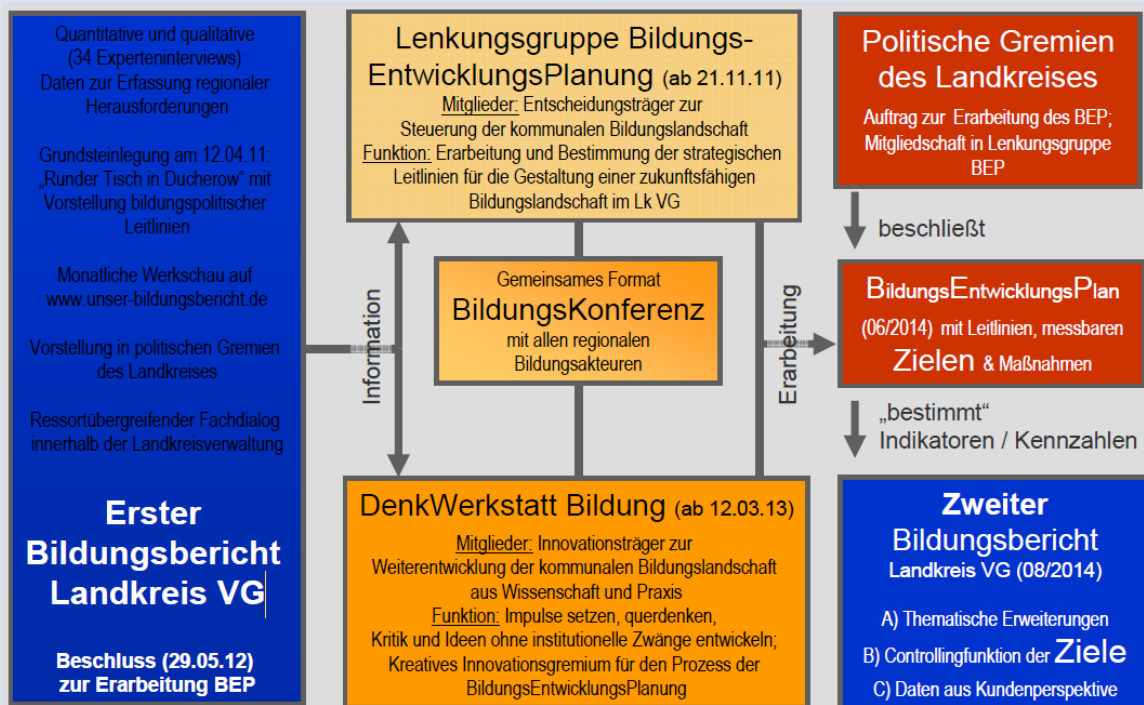 Quantitative und qualitative
(34 Experteninterviews)
Daten zur Erfassung regionaler
Herausforderungen
Grundsteinlegung am 12.04.11:
„Runder Tisch in Ducherow“ mit
Vorstellung bildungspolitischer
Leitlinien
Monatliche Werkschau auf
www.unser-bildungsbericht.de
Vorstellung in politischen Gremien
des Landkreises
Ressortübergreifender Fachdialog
innerhalb der Landkreisverwaltung
Erster
Bildungsbericht
Landkreis VG
Beschluss (29.05.12)
zur Erarbeitung BEP
Information
Lenkungsgruppe Bildungs-
EntwicklungsPlanung (ab 21.11.11)
Mitglieder: Entscheidungsträger zur
Steuerung der kommunalen Bildungslandschaft
Funktion: Erarbeitung und Bestimmung der strategischen
Leitlinien für die Gestaltung einer zukunftsfähigen
Bildungslandschaft im Lk VG
Gemeinsames Format
BildungsKonferenz
mit allen regionalen
Bildungsakteuren
DenkWerkstatt Bildung (ab 12.03.13)
Mitglieder: Innovationsträger zur
Weiterentwicklung der kommunalen Bildungslandschaft
aus Wissenschaft und Praxis
Funktion: Impulse setzen, querdenken,
Kritik und Ideen ohne institutionelle Zwänge entwickeln;
Kreatives Innovationsgremium für den Prozess der
BildungsEntwicklungsPlanung
Erarbeitung
Politische Gremien
des Landkreises
Auftrag zur Erarbeitung des BEP;
Mitgliedschaft in Lenkungsgruppe
BEP
beschließt
BildungsEntwicklungsPlan
(06/2014) mit Leitlinien, messbaren
Zielen & Maßnahmen
„bestimmt“
Indikatoren / Kennzahlen
Zweiter
Bildungsbericht
Landkreis VG (08/2014)
A) Thematische Erweiterungen
B) Controllingfunktion der Ziele
C) Daten aus Kundenperspektive